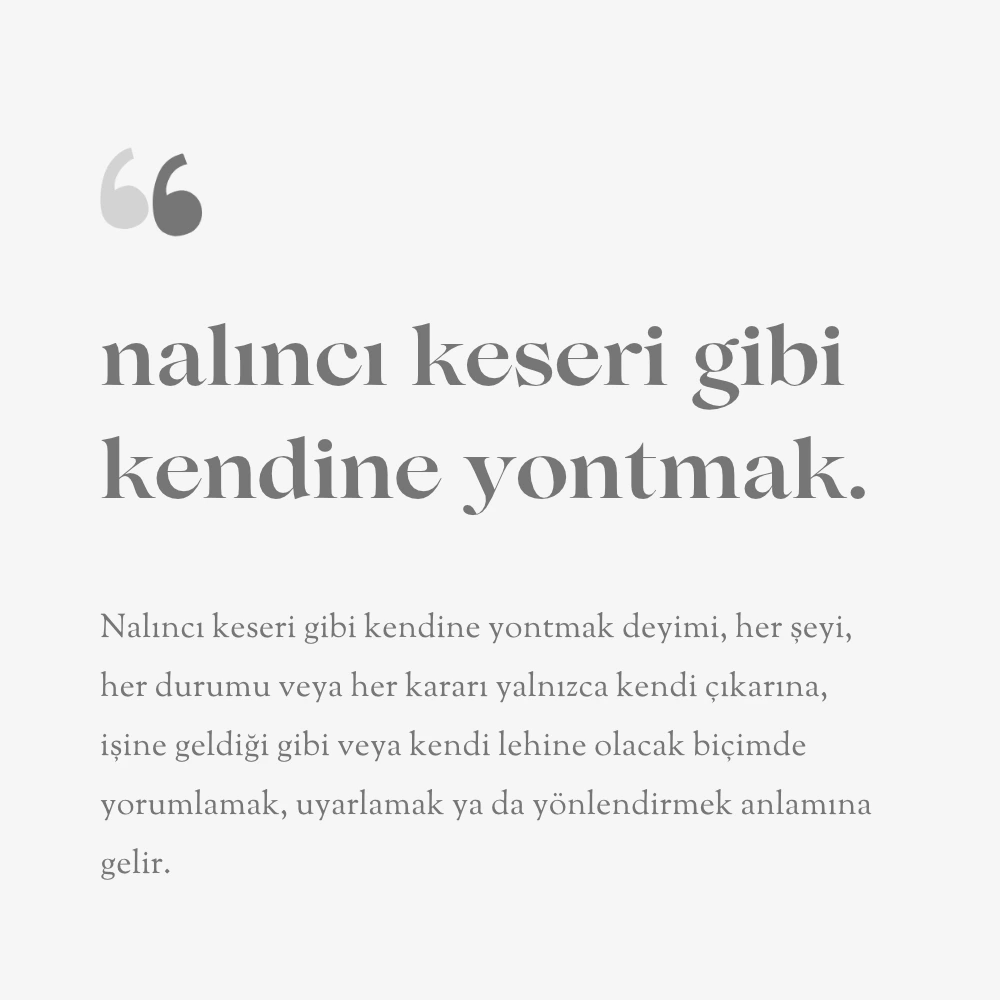 “
nalıncı keseri gibi
kendine yontmak.
Nalıncı keseri gibi kendine yontmak deyimi, her şeyi,
her durumu veya her kararı yalnızca kendi çıkarına,
işine geldiği gibi veya kendi lehine olacak biçimde
yorumlamak, uyarlamak ya da yönlendirmek anlamına
gelir.